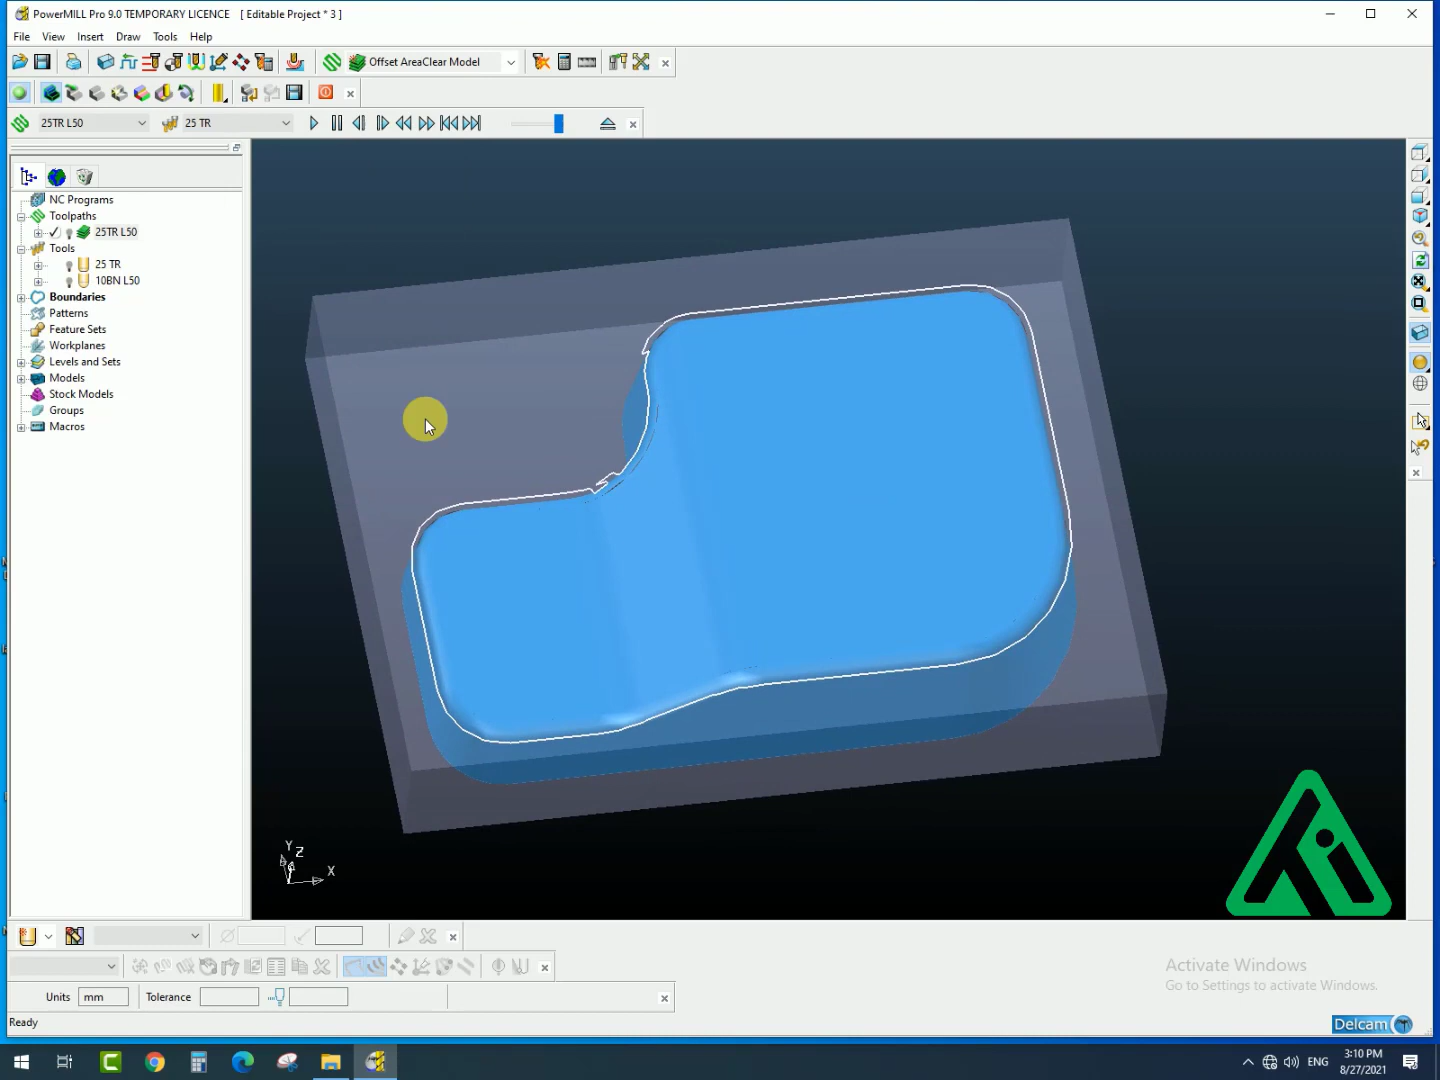 PowerMILL Pro 9.0 TEMPORARY LICENCE    [ Editable Project * 3 ]
File View Insert Draw Tools Help
Offset AreaClear Model
25TR L50 25 TR
NC Programs
Toolpaths
25TR L50
Tools
25 TR
10BN L50
Boundaries
Patterns
Feature Sets
Workplanes
Levels and Sets
Models
Stock Models
Groups
Macros
Y
Z
X
Activate Windows
Go to Settings to activate Windows.
Units mm Tolerance
Ready
Delcam
ENG
3:10 PM
8/27/2021